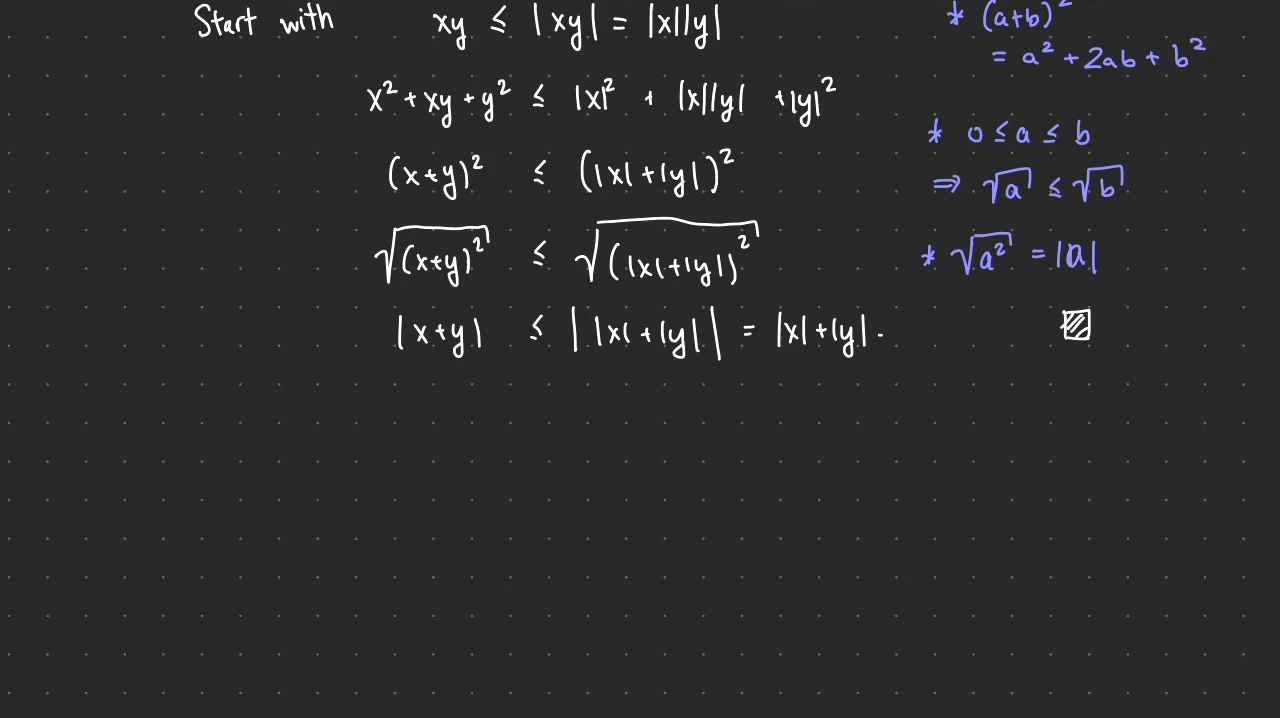 Start with xy ≤ |xy| = |x||y|
x² + xy + y² ≤ |x|² + |x||y| + |y|²
(x+y)² ≤ (|x|+|y|)²
√(x+y)² ≤ √(|x|+|y|)²
|x+y| ≤ ||x|+|y|| = |x|+|y|.
* (a+b)²
= a² + 2ab + b²
* 0 ≤ a ≤ b
⇒ √a ≤ √b
* √a² = |a|